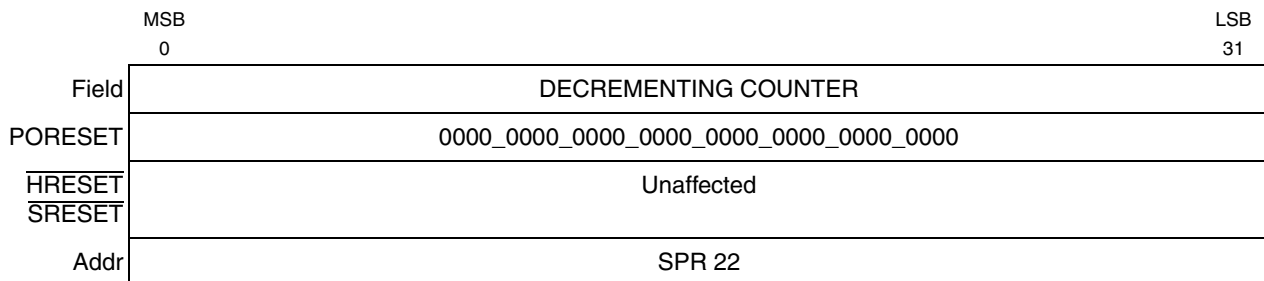 MSB LSB
0 31
Field DECREMENTING COUNTER
PORESET 0000_0000_0000_0000_0000_0000_0000_0000
HRESET Unaffected
SRESET
Addr SPR 22